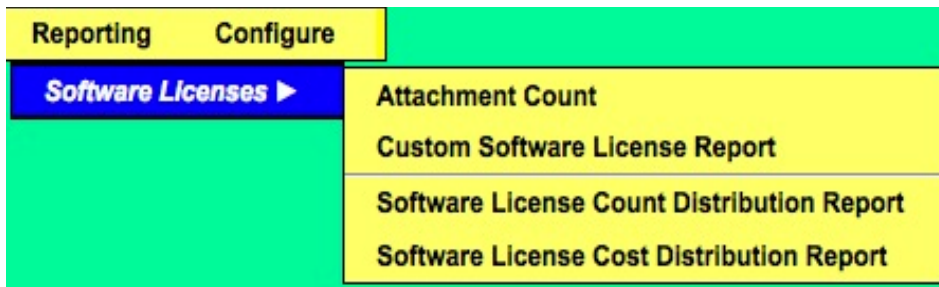 Reporting Configure
Software Licenses ▶
Attachment Count
Custom Software License Report
Software License Count Distribution Report
Software License Cost Distribution Report